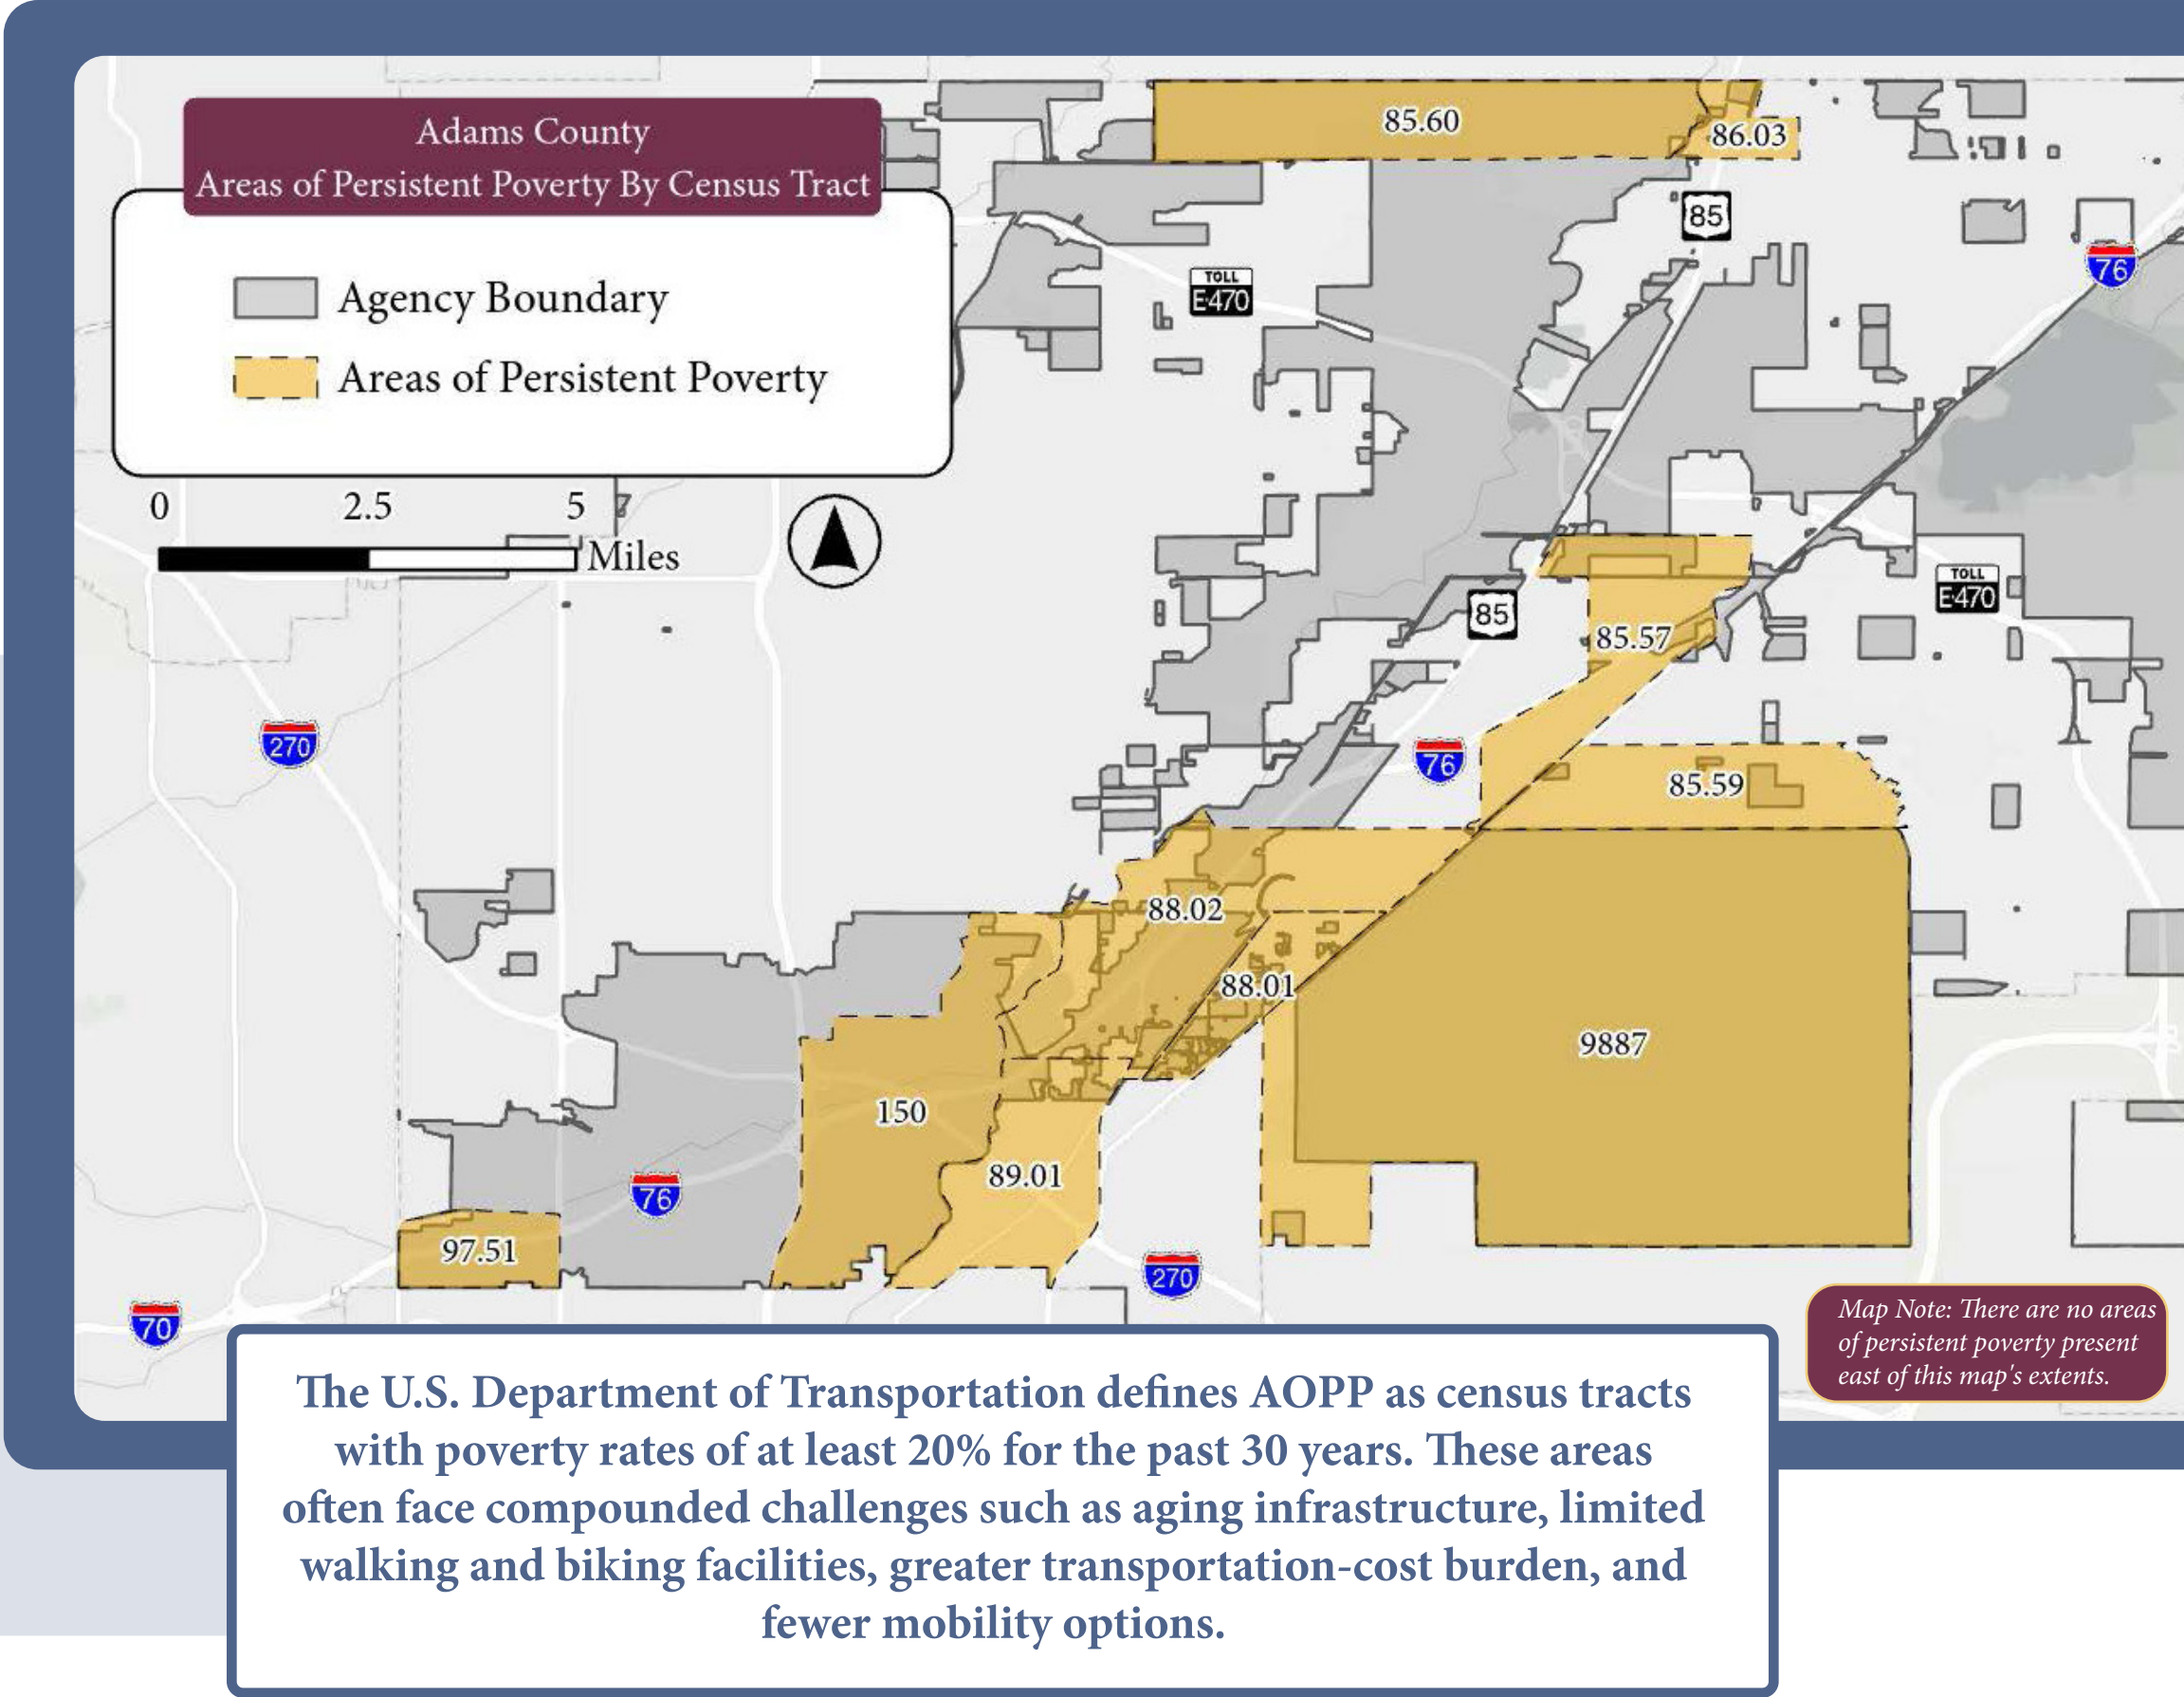 Adams County
Areas of Persistent Poverty By Census Tract
Agency Boundary
Areas of Persistent Poverty
0 2.5 5
Miles
85.60
86.03
85
TOLL
E-470
76
TOLL
E-470
85
85.57
270
76
85.59
88.02
88.01
9887
150
89.01
76
97.51
270
70
Map Note: There are no areas
of persistent poverty present
east of this map's extents.
The U.S. Department of Transportation defines AOPP as census tracts
with poverty rates of at least 20% for the past 30 years. These areas
often face compounded challenges such as aging infrastructure, limited
walking and biking facilities, greater transportation-cost burden, and
fewer mobility options.